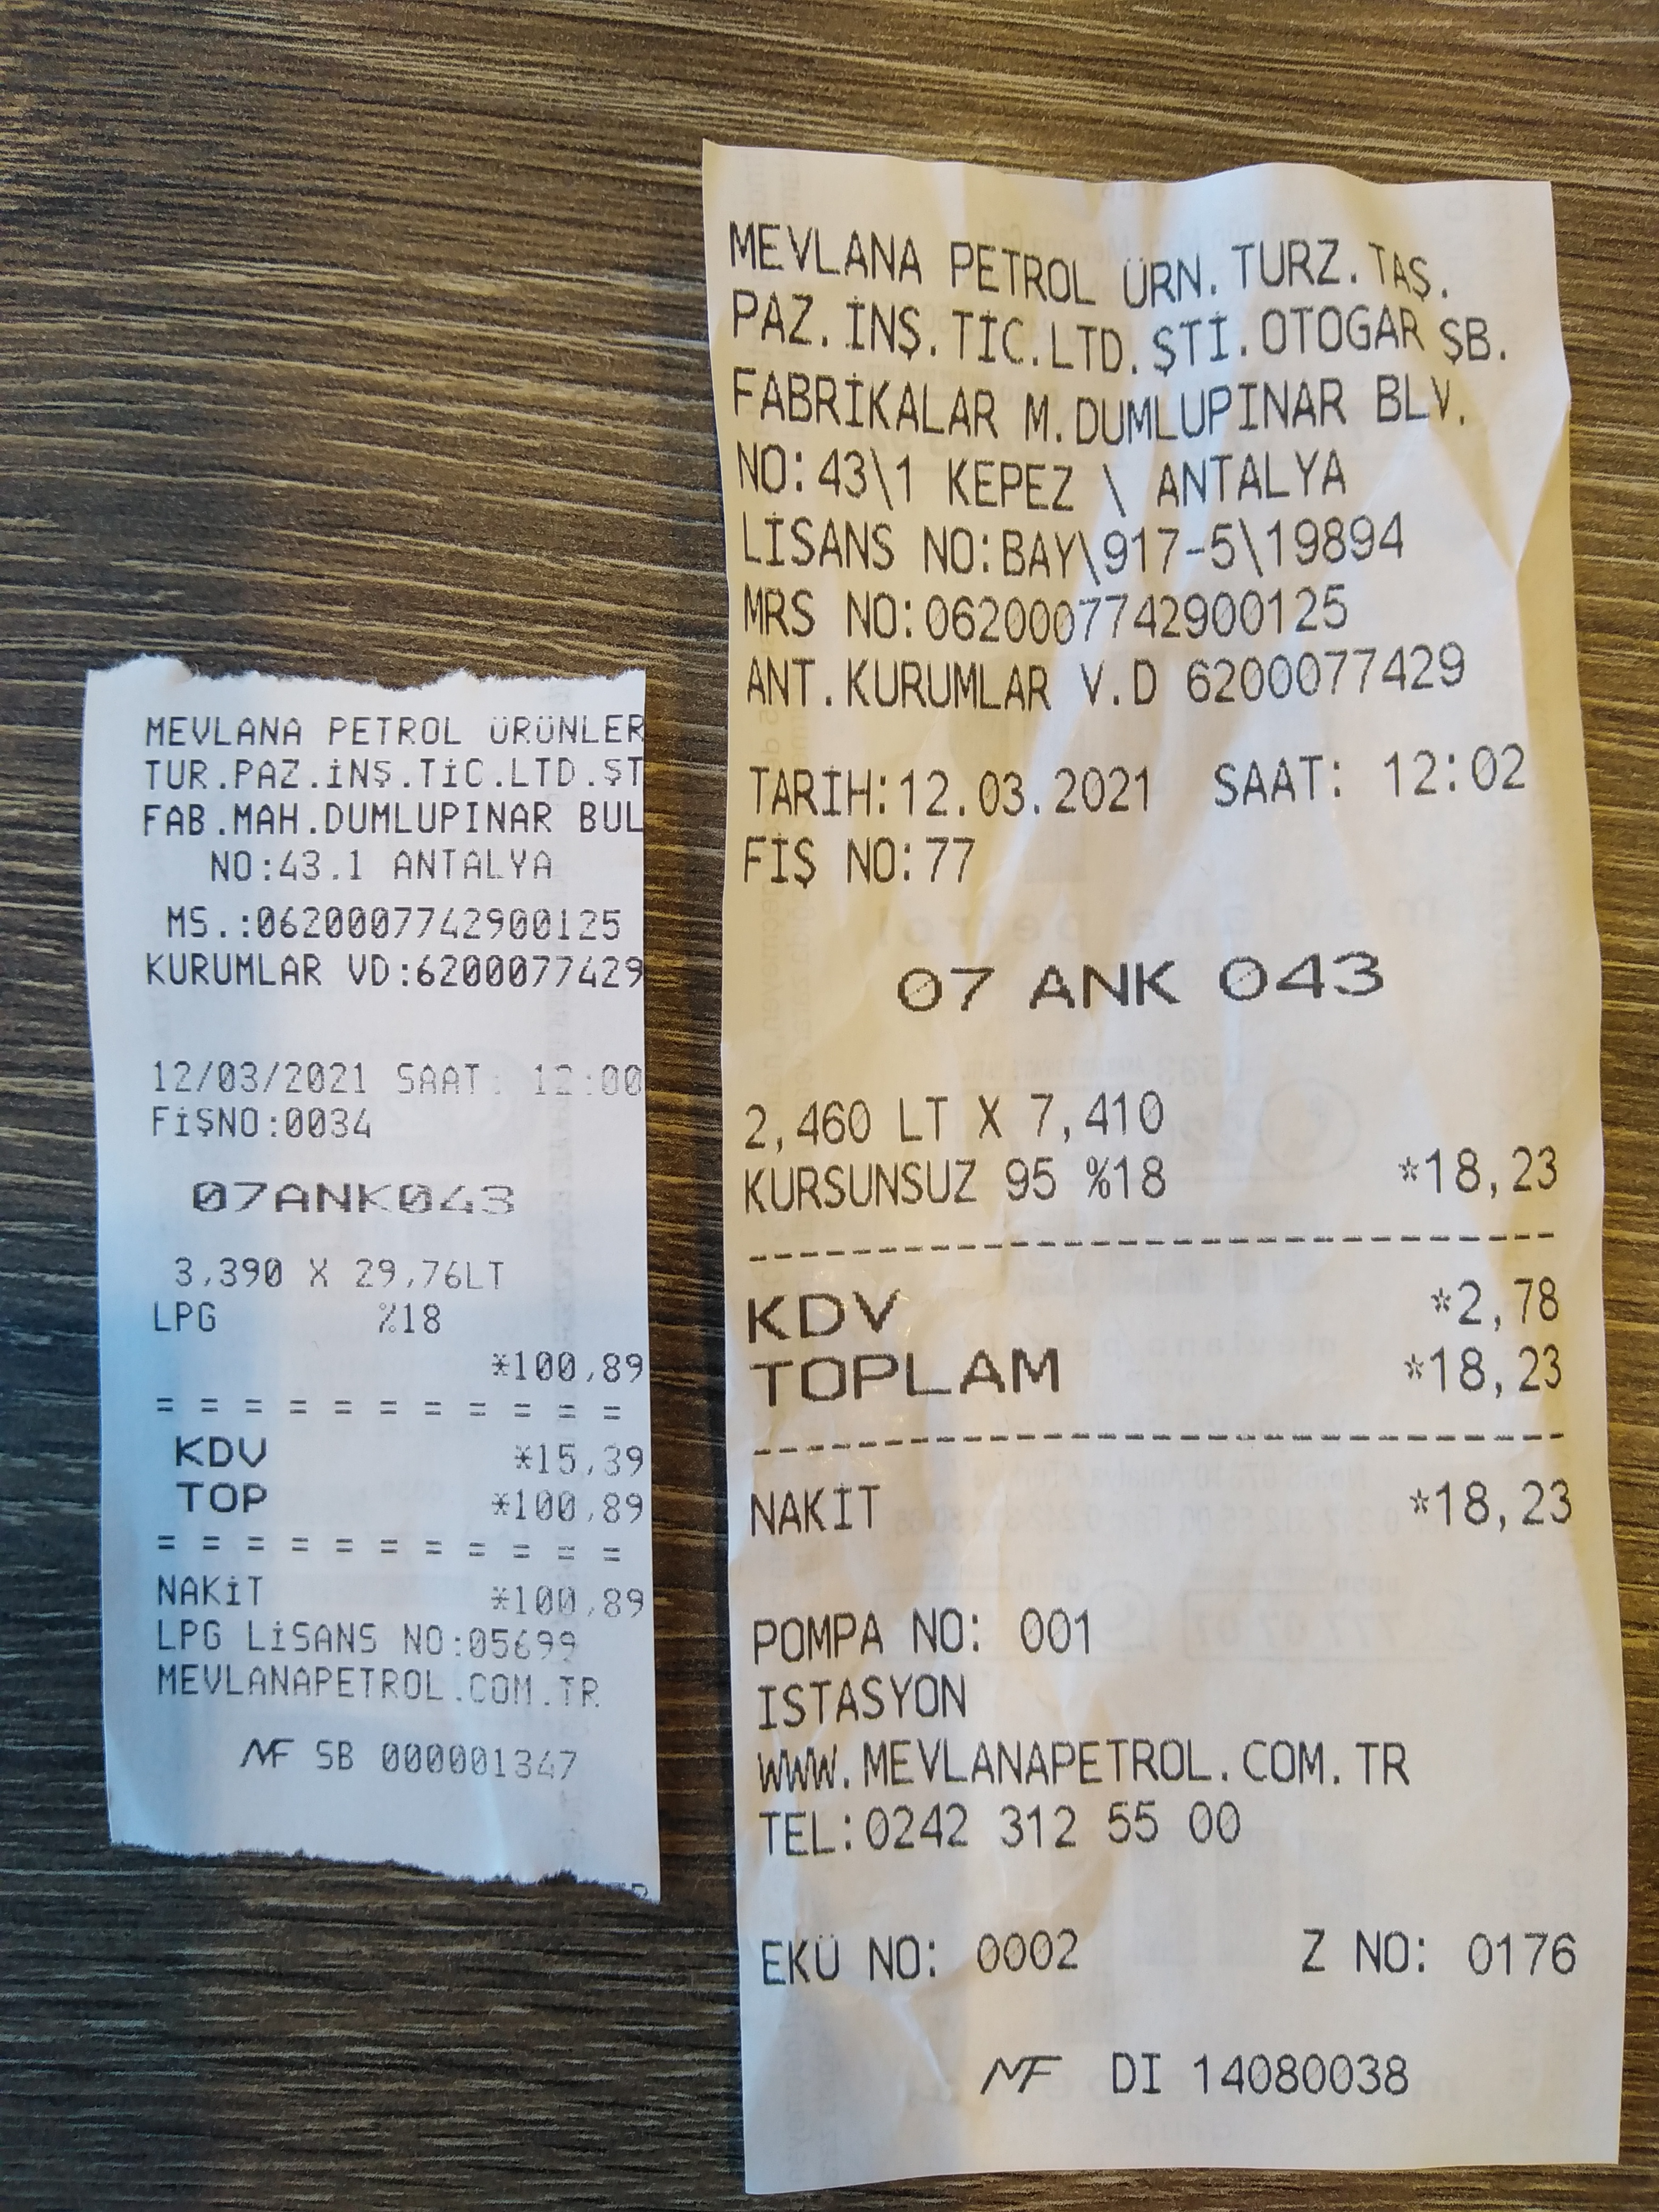 MEVLANA PETROL ÜRÜNLER
TUR.PAZ.İNŞ.TİC.LTD.ŞT
FAB.MAH.DUMLUPINAR BUL
NO:43.1 ANTALYA
MS.:0620007742900125
KURUMLAR VD:6200077429
12/03/2021 SAAT: 12:00
FİŞNO:0034
07ANK043
3,390 X 29,76LT
LPG %18
*100,89
= = = = = = = = = = =
KDV *15,39
TOP *100,89
= = = = = = = = = = =
NAKİT *100,89
LPG LİSANS NO:05699
MEVLANAPETROL.COM.TR
MF SB 000001347
MEVLANA PETROL ÜRN. TURZ. TAŞ.
PAZ.İNŞ.TİC.LTD.ŞTİ.OTOGAR ŞB.
FABRİKALAR M.DUMLUPINAR BLV.
NO:43\1 KEPEZ \ ANTALYA
LİSANS NO:BAY\917-5\19894
MRS NO:0620007742900125
ANT.KURUMLAR V.D 6200077429
TARİH:12.03.2021 SAAT: 12:02
FİŞ NO:77
07 ANK 043
2,460 LT X 7,410
KURSUNSUZ 95 %18 *18,23
------------------------------
KDV *2,78
TOPLAM *18,23
------------------------------
NAKİT *18,23
POMPA NO: 001
ISTASYON
WWW.MEVLANAPETROL.COM.TR
TEL:0242 312 55 00
EKÜ NO: 0002 Z NO: 0176
MF DI 14080038